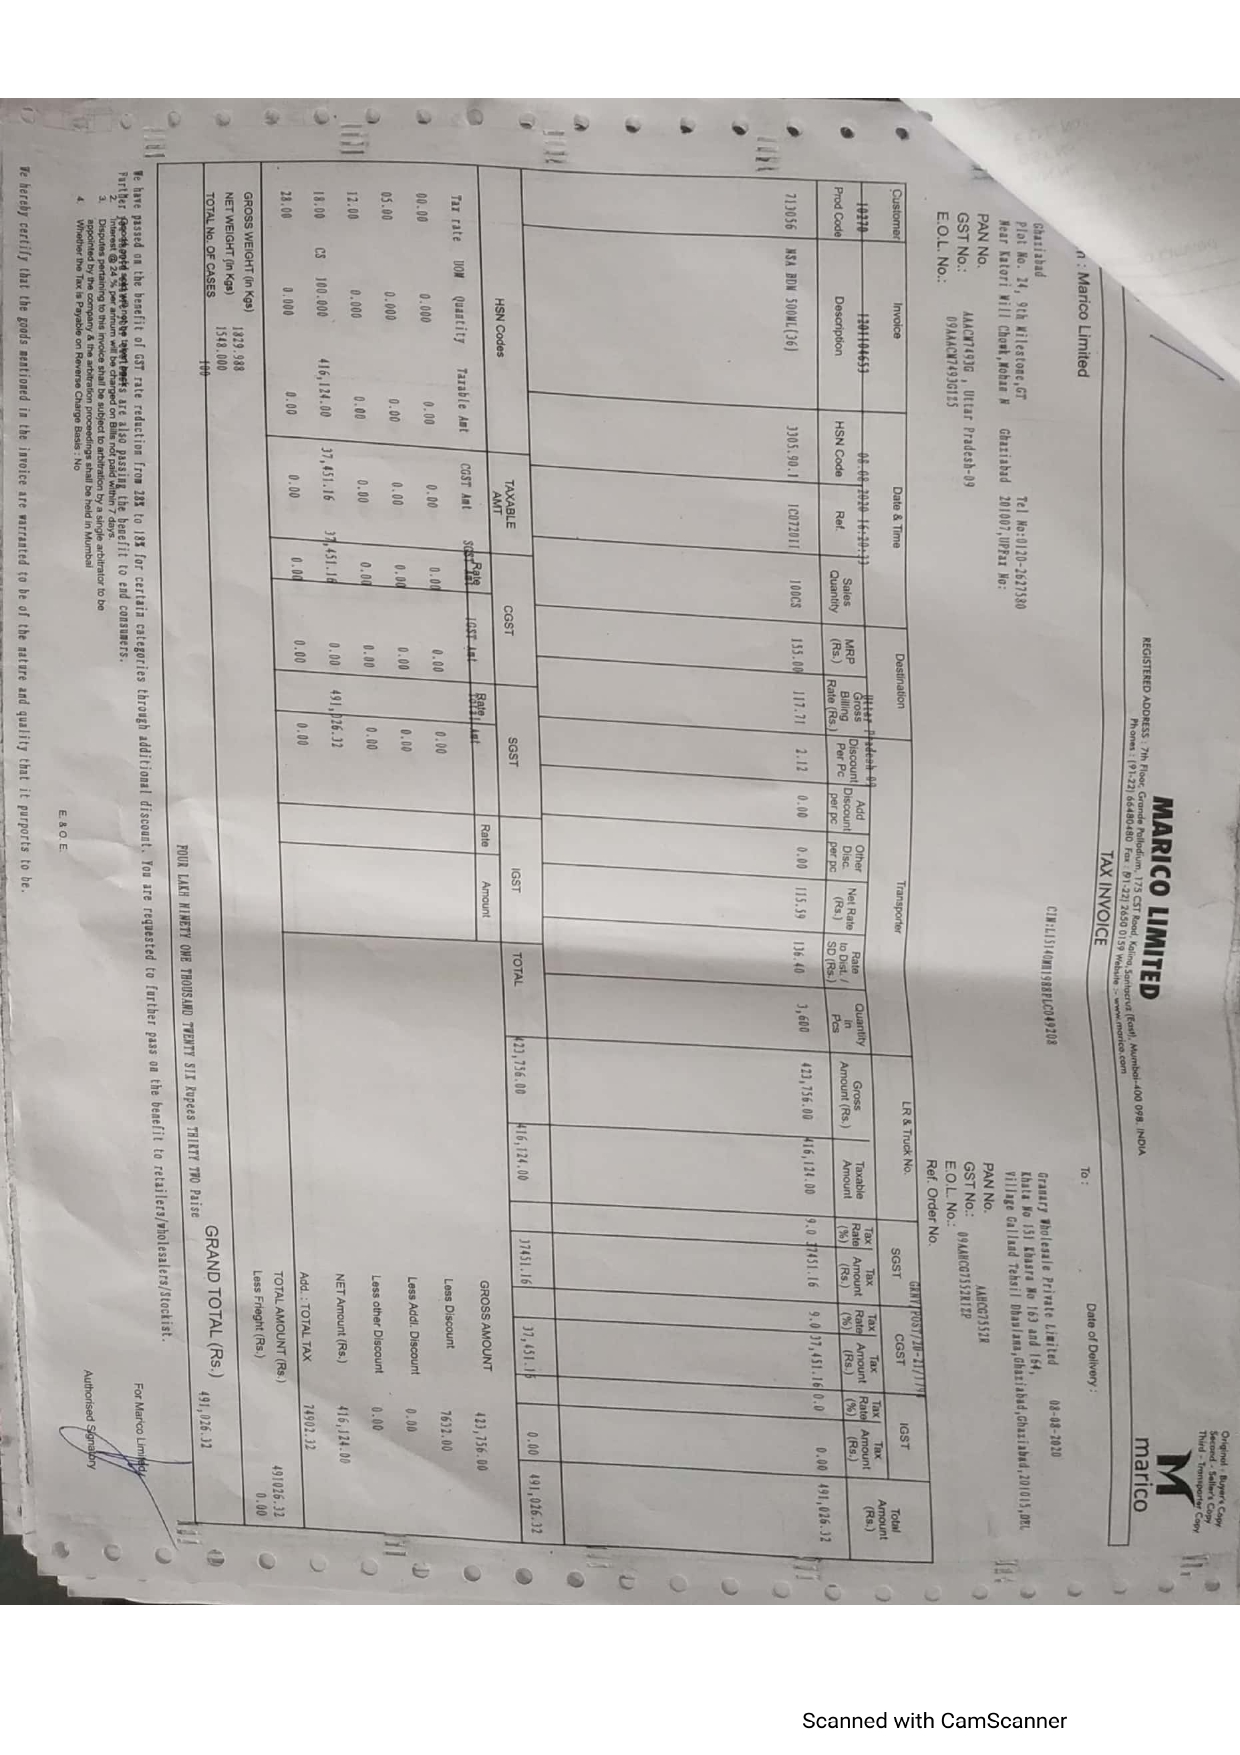 Original - Buyer's Copy
Second - Seller's Copy
Third - Transporter Copy
marico
MARICO LIMITED
REGISTERED ADDRESS : 7th Floor, Grande Palladium, 175 CST Road, Kalina, Santacruz (East), Mumbai-400 098. INDIA
Phones : (91-22) 66480480 Fax : (91-22) 2650 0159 Website :- www.marico.com
TAX INVOICE
: Marico Limited
To : Date of Delivery :
CIN:L15140MH1988PLC049208
Ghaziabad
Plot No. 24, 9th Milestone,GT Tel No:0120-2627580
Near Katori Mill Chowk,Mohan N Ghaziabad 201007,UPFax No:
PAN No.
GST No.: AAACM7493G , Uttar Pradesh-09
E.O.L. No.: 09AAACM7493G1Z5
Granary Wholesale Private Limited 08-08-2020
Khata No 151 Khasra No 163 and 164,
Village Galland Tehsil Dhaulana,Ghaziabad,Ghaziabad,201015,DEL
PAN No. AAHCG7552R
GST No.: 09AAHCG7552R1ZP
E.O.L. No.:
Ref. Order No.
GRNY/POST/20-21/179
Customer Invoice Date & Time Destination Transporter LR & Truck No. SGST CGST IGST Total Amount (Rs.)
10270 1201104653 08.08.2020 16:20:33 Uttar Pradesh 09
Prod Code Description HSN Code Ref. Sales Quantity MRP (Rs.) Gross Billing Rate (Rs.) Discount Per Pc Add Discount per pc Other Disc. per pc Net Rate (Rs.) Rate to Dist. / SD (Rs.) Quantity in Pcs Gross Amount (Rs.) Taxable Amount Tax Rate (%) Tax Amount (Rs.) Tax Rate (%) Tax Amount (Rs.) Tax Rate (%) Tax Amount (Rs.)
713056 NSA BDM 500ML(36) 3305.90.1 1C072011 100CS 155.00 117.71 2.12 0.00 0.00 115.59 136.40 3,600 423,756.00 416,124.00 9.0 37451.16 9.0 37,451.16 0.0 0.00 491,026.32
TOTAL 423,756.00 416,124.00 37451.16 37,451.16 0.00 491,026.32
HSN Codes TAXABLE AMT CGST SGST IGST
Rate Rate Rate Amount
Tax rate UOM Quantity Taxable Amt CGST Amt SGST Amt IGST Amt Total Amt
00.00 0.000 0.00 0.00 0.00 0.00 0.00
05.00 0.000 0.00 0.00 0.00 0.00 0.00
12.00 0.000 0.00 0.00 0.00 0.00 0.00
18.00 CS 100.000 416,124.00 37,451.16 37,451.16 0.00 491,026.32
28.00 0.000 0.00 0.00 0.00 0.00 0.00
GROSS AMOUNT 423,756.00
Less Discount 7632.00
Less Addl. Discount 0.00
Less other Discount 0.00
NET Amount (Rs.) 416,124.00
Add. : TOTAL TAX 74902.32
TOTAL AMOUNT (Rs.) 491026.32
Less Frieght (Rs.) 0.00
GROSS WEIGHT (in Kgs) 1829.988
NET WEIGHT (in Kgs) 1548.000
TOTAL No. OF CASES 100
GRAND TOTAL (Rs.) 491,026.32
FOUR LAKH NINETY ONE THOUSAND TWENTY SIX Rupees THIRTY TWO Paise
We have passed on the benefit of GST rate reduction from 28% to 18% for certain categories through additional discount. You are requested to further pass on the benefit to retailers/wholesalers/Stockist.
Further are also passing the benefit to end consumers.
Goods once sold will not be taken back
2. Interest @ 24 % per annum will be charged on Bills not paid within 7 days.
3. Disputes pertaining to this invoice shall be subject to arbitration by a single arbitrator to be
appointed by the company & the arbitration proceedings shall be held in Mumbai
4. Whether the Tax is Payable on Reverse Charge Basis : No
For Marico Limited
Authorised Signatory
E. & O. E.
We hereby certify that the goods mentioned in the invoice are warranted to be of the nature and quality that it purports to be.
Scanned with CamScanner